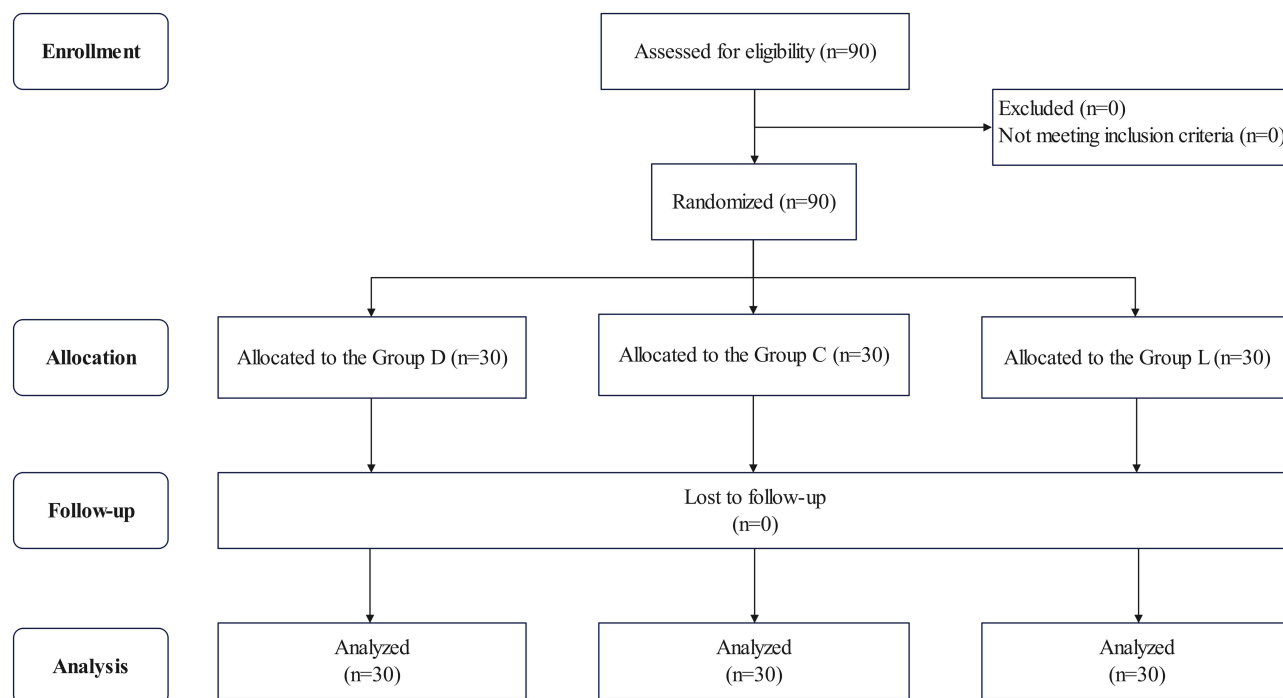 Enrollment
Assessed for eligibility (n=90)
Excluded (n=0)
Not meeting inclusion criteria (n=0)
Randomized (n=90)
Allocation
Allocated to the Group D (n=30)
Allocated to the Group C (n=30)
Allocated to the Group L (n=30)
Follow-up
Lost to follow-up
(n=0)
Analysis
Analyzed
(n=30)
Analyzed
(n=30)
Analyzed
(n=30)